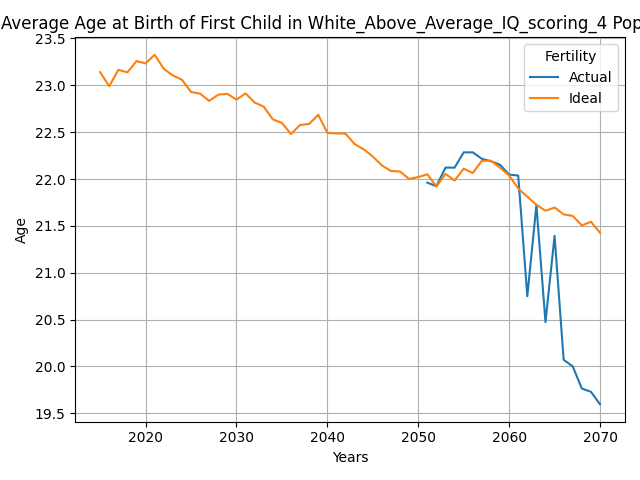 Average Age at Birth of First Child in White_Above_Average_IQ_scoring_4 Pop
23.5
23.0
22.5
22.0
21.5
21.0
20.5
20.0
19.5
Age
Fertility
Actual
Ideal
2020 2030 2040 2050 2060 2070
Years